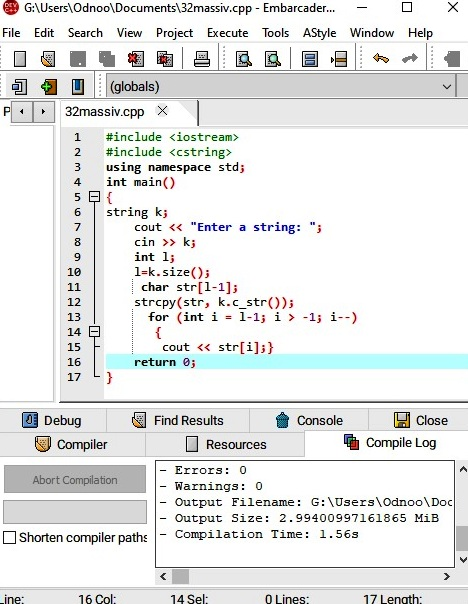 G:\Users\Odnoo\Documents\32massiv.cpp - Embarcader...
File Edit Search View Project Execute Tools AStyle Window Help
(globals)
P
32massiv.cpp
1 #include <iostream>
2 #include <cstring>
3 using namespace std;
4 int main()
5 {
6 string k;
7 cout << "Enter a string: ";
8 cin >> k;
9 int l;
10 l=k.size();
11 char str[l-1];
12 strcpy(str, k.c_str());
13 for (int i = l-1; i > -1; i--)
14 {
15 cout << str[i];}
16 return 0;
17 }
Debug Find Results Console Close
Compiler Resources Compile Log
Abort Compilation
Shorten compiler paths
- Errors: 0
- Warnings: 0
- Output Filename: G:\Users\Odnoo\Doc
- Output Size: 2.99400997161865 MiB
- Compilation Time: 1.56s
Line: 16 Col: 14 Sel: 0 Lines: 17 Length: